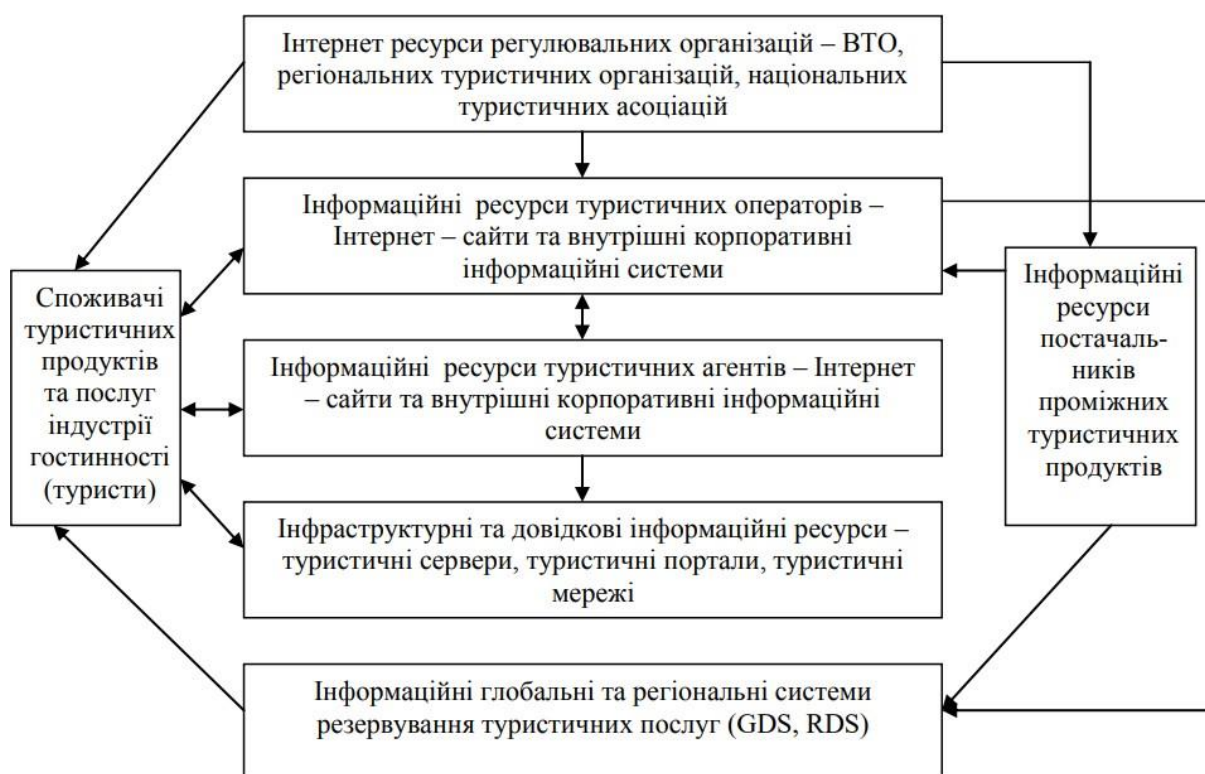 Інтернет ресурси регулювальних організацій – ВТО,
регіональних туристичних організацій, національних
туристичних асоціацій
Інформаційні ресурси туристичних операторів –
Інтернет – сайти та внутрішні корпоративні
інформаційні системи
Споживачі
туристичних
продуктів
та послуг
індустрії
гостинності
(туристи)
Інформаційні ресурси туристичних агентів – Інтернет
– сайти та внутрішні корпоративні інформаційні
системи
Інформаційні
ресурси
постачаль-
ників
проміжних
туристичних
продуктів
Інфраструктурні та довідкові інформаційні ресурси –
туристичні сервери, туристичні портали, туристичні
мережі
Інформаційні глобальні та регіональні системи
резервування туристичних послуг (GDS, RDS)